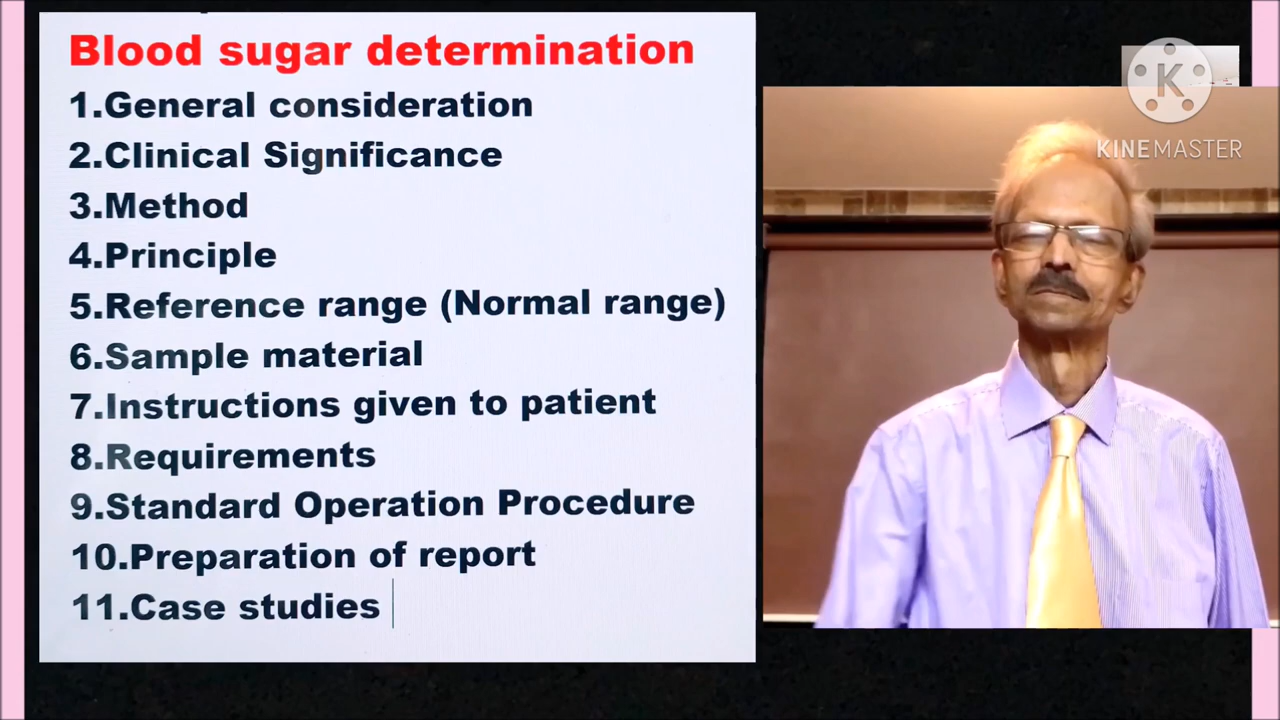 Blood sugar determination
1.General consideration
2.Clinical Significance
3.Method
4.Principle
5.Reference range (Normal range)
6.Sample material
7.Instructions given to patient
8.Requirements
9.Standard Operation Procedure
10.Preparation of report
11.Case studies
K
KINEMASTER